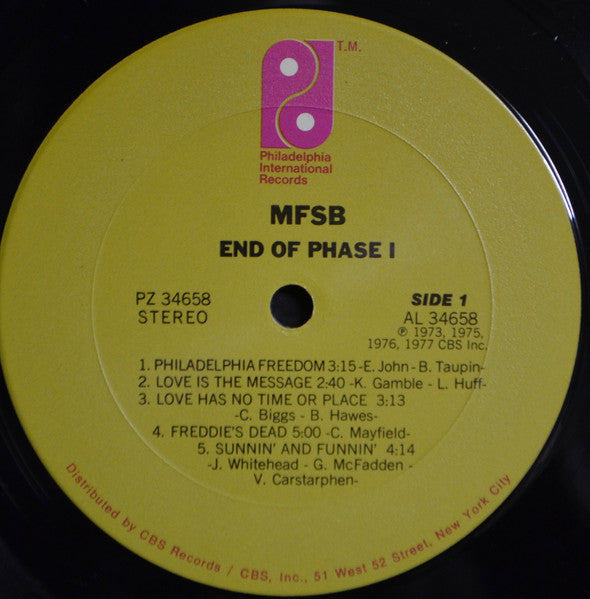 T.M.
Philadelphia
International
Records
MFSB
END OF PHASE I
PZ 34658
STEREO
SIDE 1
AL 34658
℗ 1973, 1975,
1976, 1977 CBS Inc.
1. PHILADELPHIA FREEDOM 3:15 -E. John - B. Taupin-
2. LOVE IS THE MESSAGE 2:40 -K. Gamble - L. Huff-
3. LOVE HAS NO TIME OR PLACE 3:13
-C. Biggs - B. Hawes-
4. FREDDIE'S DEAD 5:00 -C. Mayfield-
5. SUNNIN' AND FUNNIN' 4:14
-J. Whitehead - G. McFadden -
V. Carstarphen-
Distributed by CBS Records / CBS, Inc., 51 West 52 Street, New York City